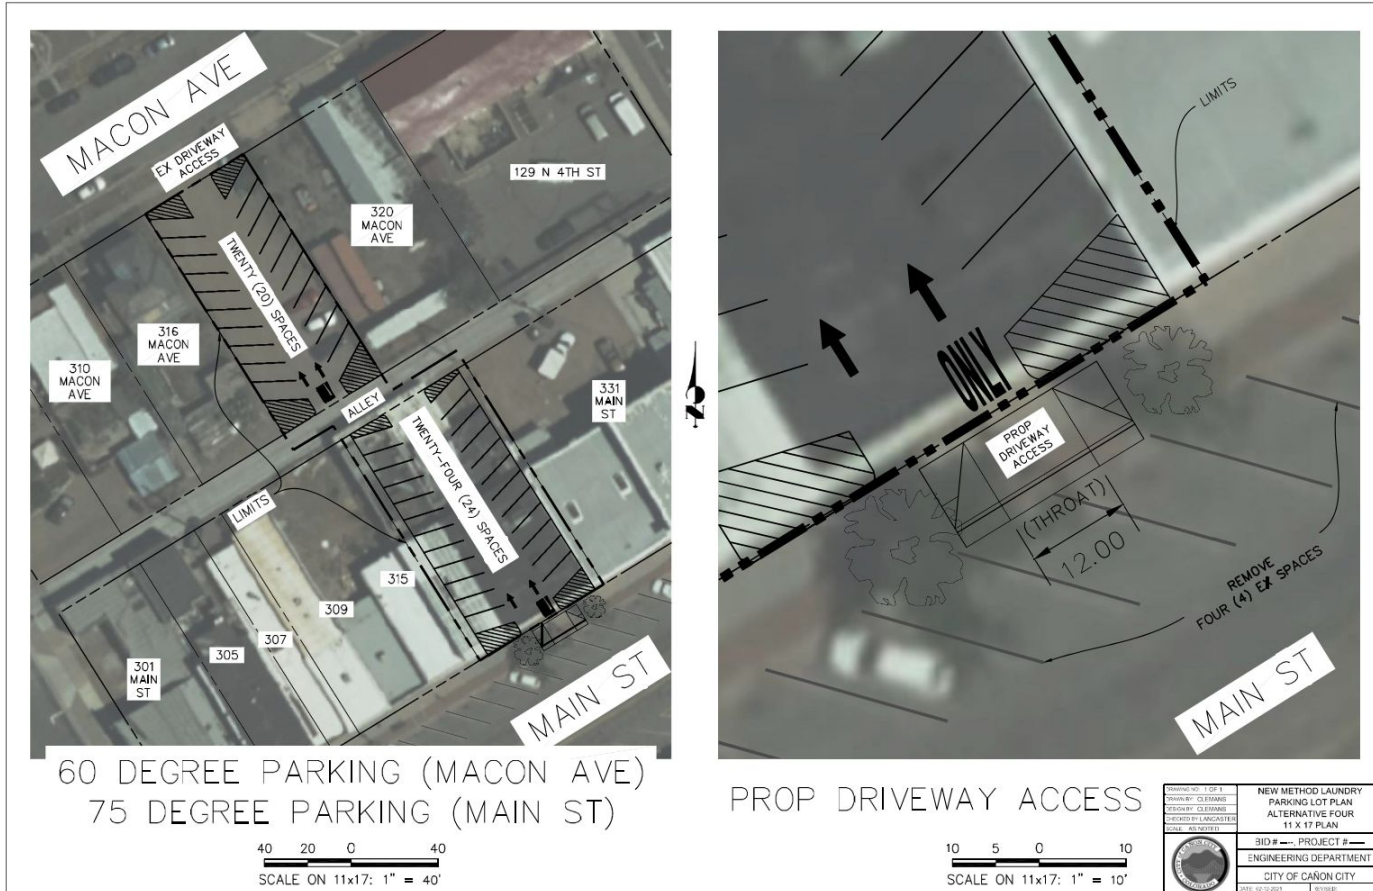 MACON AVE
EX DRIVEWAY
ACCESS
129 N 4TH ST
320
MACON
AVE
TWENTY (20) SPACES
316
MACON AVE
310
MACON
AVE
ALLEY
331
MAIN
ST
TWENTY-FOUR (24) SPACES
LIMITS
315
309
307
305
301
MAIN
ST
MAIN ST
60 DEGREE PARKING (MACON AVE)
75 DEGREE PARKING (MAIN ST)
40 20 0 40
SCALE ON 11x17: 1" = 40'
N
LIMITS
ONLY
PROP
DRIVEWAY
ACCESS
(THROAT)
12.00
REMOVE
FOUR (4) EX SPACES
MAIN ST
PROP DRIVEWAY ACCESS
10 5 0 10
SCALE ON 11x17: 1" = 10'
DRAWING NO: 1 OF 1
DRAWN BY: CLEMANS
DESIGN BY: CLEMANS
CHECKED BY: LANCASTER
SCALE: AS NOTED
NEW METHOD LAUNDRY
PARKING LOT PLAN
ALTERNATIVE FOUR
11 X 17 PLAN
BID # ---, PROJECT # ---
ENGINEERING DEPARTMENT
CITY OF CAÑON CITY
CITY OF CAÑON CITY
COLORADO